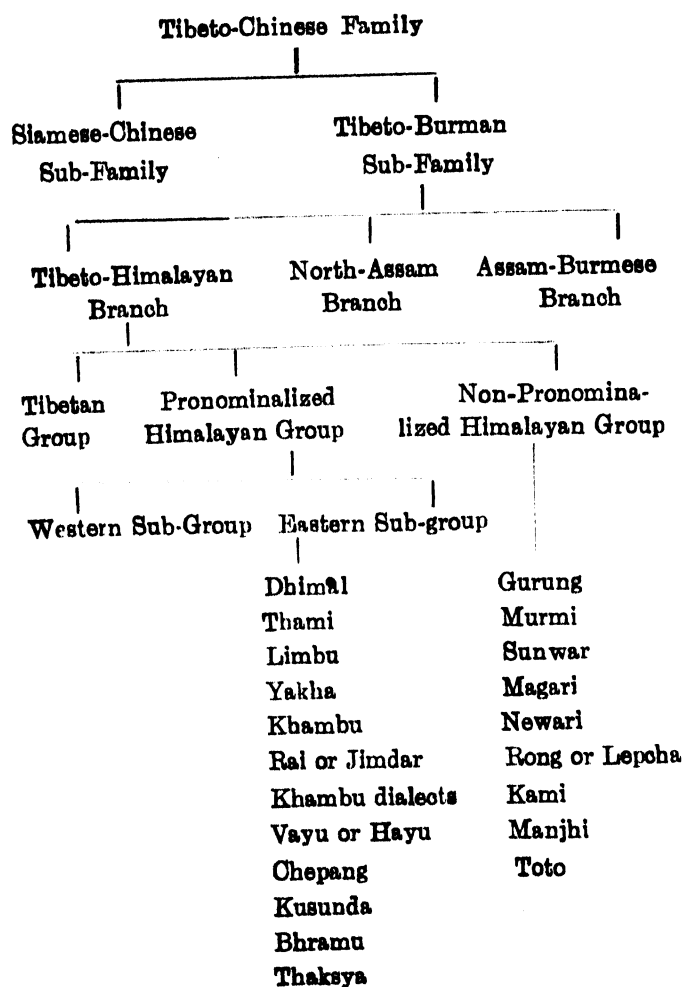 Tibeto-Chinese Family
Siamese-Chinese
Sub-Family
Tibeto-Burman
Sub-Family
Tibeto-Himalayan
Branch
North-Assam
Branch
Assam-Burmese
Branch
Tibetan
Group
Pronominalized
Himalayan Group
Non-Pronomina-
lized Himalayan Group
Western Sub-Group
Eastern Sub-group
Dhimal
Thami
Limbu
Yakha
Khambu
Rai or Jimdar
Khambu dialects
Vayu or Hayu
Chepang
Kusunda
Bhramu
Thaksya
Gurung
Murmi
Sunwar
Magari
Newari
Rong or Lepcha
Kami
Manjhi
Toto